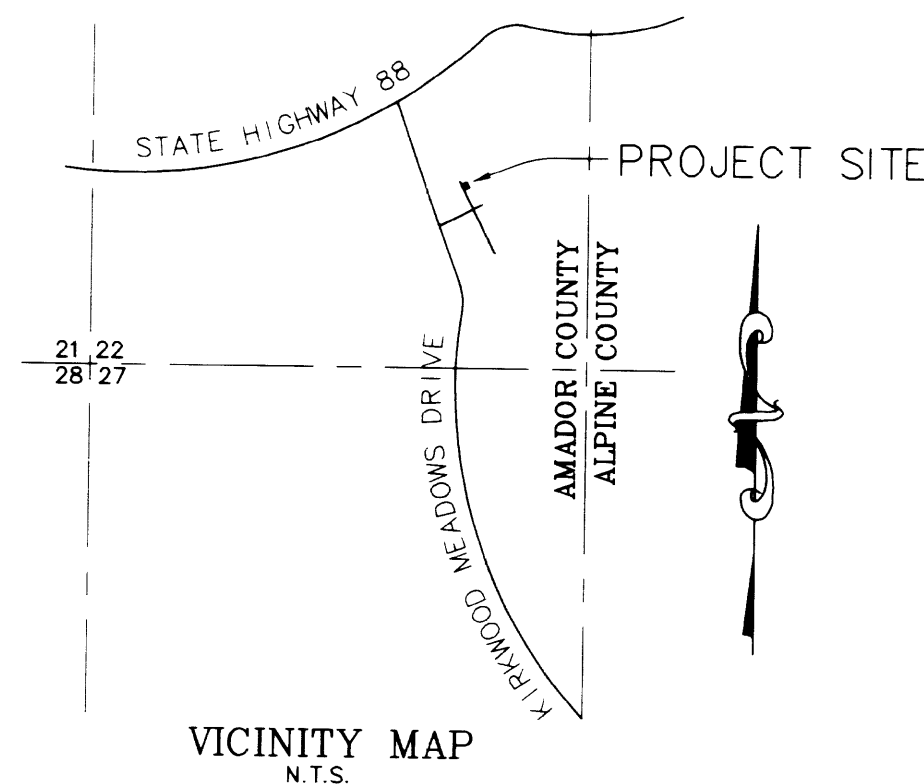 STATE HIGHWAY 88
PROJECT SITE
AMADOR COUNTY
ALPINE COUNTY
21 22
28 27
KIRKWOOD MEADOWS DRIVE
VICINITY MAP
N.T.S.